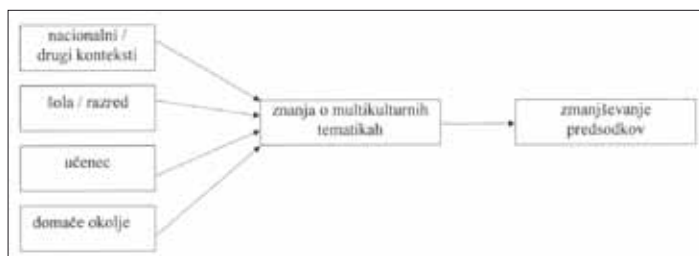 nacionalni /
drugi konteksti
šola / razred
učenec
domače okolje
znanja o multikulturnih
tematikah
zmanjševanje
predsodkov